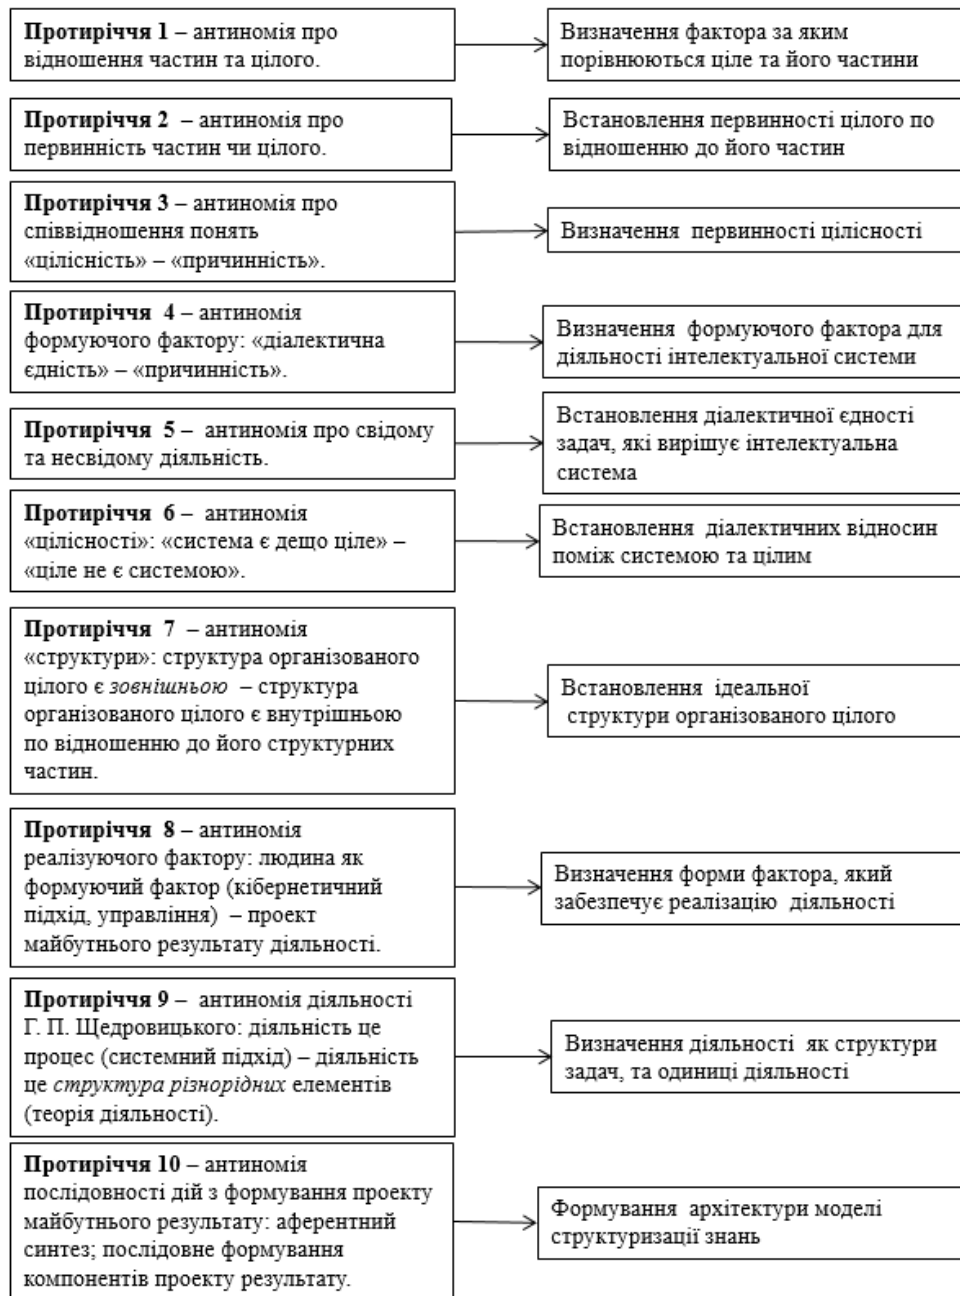 Протиріччя 1 – антиномія про
відношення частин та цілого.
Визначення фактора за яким
порівнюються ціле та його частини
Протиріччя 2 – антиномія про
первинність частин чи цілого.
Встановлення первинності цілого по
відношенню до його частин
Протиріччя 3 – антиномія про
співвідношення понять
«цілісність» – «причинність».
Визначення первинності цілісності
Протиріччя 4 – антиномія
формуючого фактору: «діалектична
єдність» – «причинність».
Визначення формуючого фактора для
діяльності інтелектуальної системи
Протиріччя 5 – антиномія про свідому
та несвідому діяльність.
Встановлення діалектичної єдності
задач, які вирішує інтелектуальна
система
Протиріччя 6 – антиномія
«цілісності»: «система є дещо ціле» –
«ціле не є системою».
Встановлення діалектичних відносин
поміж системою та цілим
Протиріччя 7 – антиномія
«структури»: структура організованого
цілого є зовнішньою – структура
організованого цілого є внутрішньою
по відношенню до його структурних
частин.
Встановлення ідеальної
структури організованого цілого
Протиріччя 8 – антиномія
реалізуючого фактору: людина як
формуючий фактор (кібернетичний
підхід, управління) – проект
майбутнього результату діяльності.
Визначення форми фактора, який
забезпечує реалізацію діяльності
Протиріччя 9 – антиномія діяльності
Г. П. Щедровицького: діяльність це
процес (системний підхід) – діяльність
це структура різнорідних елементів
(теорія діяльності).
Визначення діяльності як структури
задач, та одиниці діяльності
Протиріччя 10 – антиномія
послідовності дій з формування проекту
майбутнього результату: аферентний
синтез; послідовне формування
компонентів проекту результату.
Формування архітектури моделі
структуризації знань